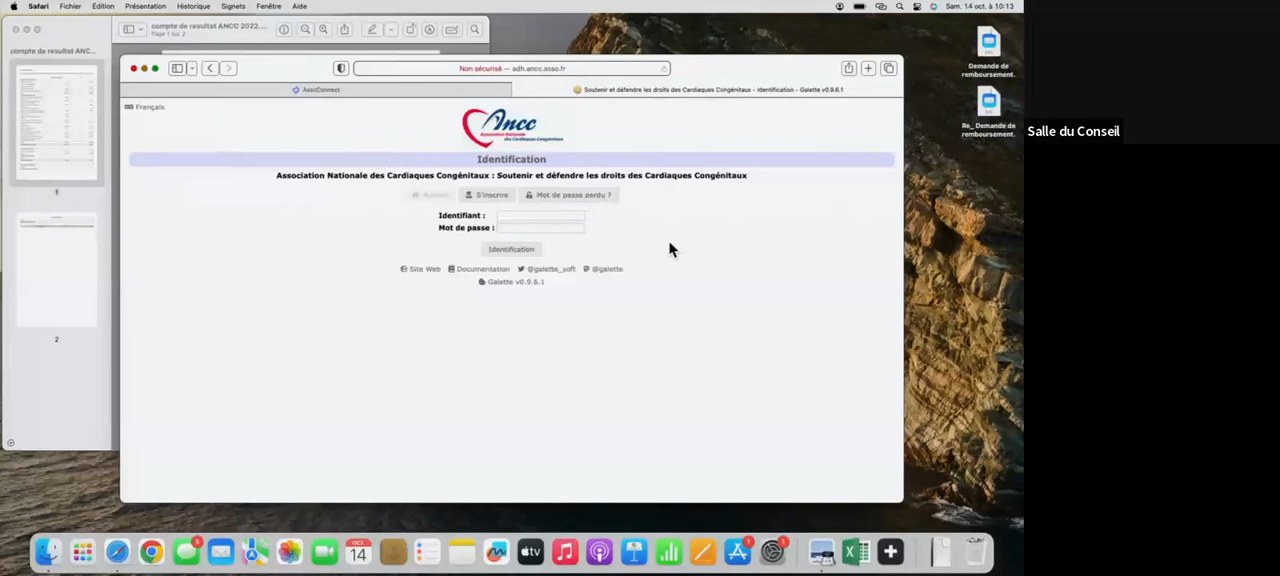 Safari Fichier Édition Présentation Historique Signets Fenêtre Aide
Sam. 14 oct. à 10:13
compte de resultat ANCC 2022...
Page 1 sur 2
compte de resultat ANC...
1
2
Non sécurisé — adh.ancc.asso.fr
AssoConnect
Soutenir et défendre les droits des Cardiaques Congénitaux - Identification - Galette v0.9.6.1
Français
Ancc
Association Nationale
des Cardiaques Congénitaux
Identification
Association Nationale des Cardiaques Congénitaux : Soutenir et défendre les droits des Cardiaques Congénitaux
S'inscrire
Mot de passe perdu ?
Identifiant :
Mot de passe :
Identification
Site Web Documentation @galette_soft @galette
Galette v0.9.6.1
Demande de
remboursement.
Re_ Demande de
remboursement.
Salle du Conseil
OCT.
14
tv